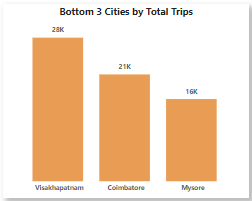 Bottom 3 Cities by Total Trips
28K
21K
16K
Visakhapatnam Coimbatore Mysore